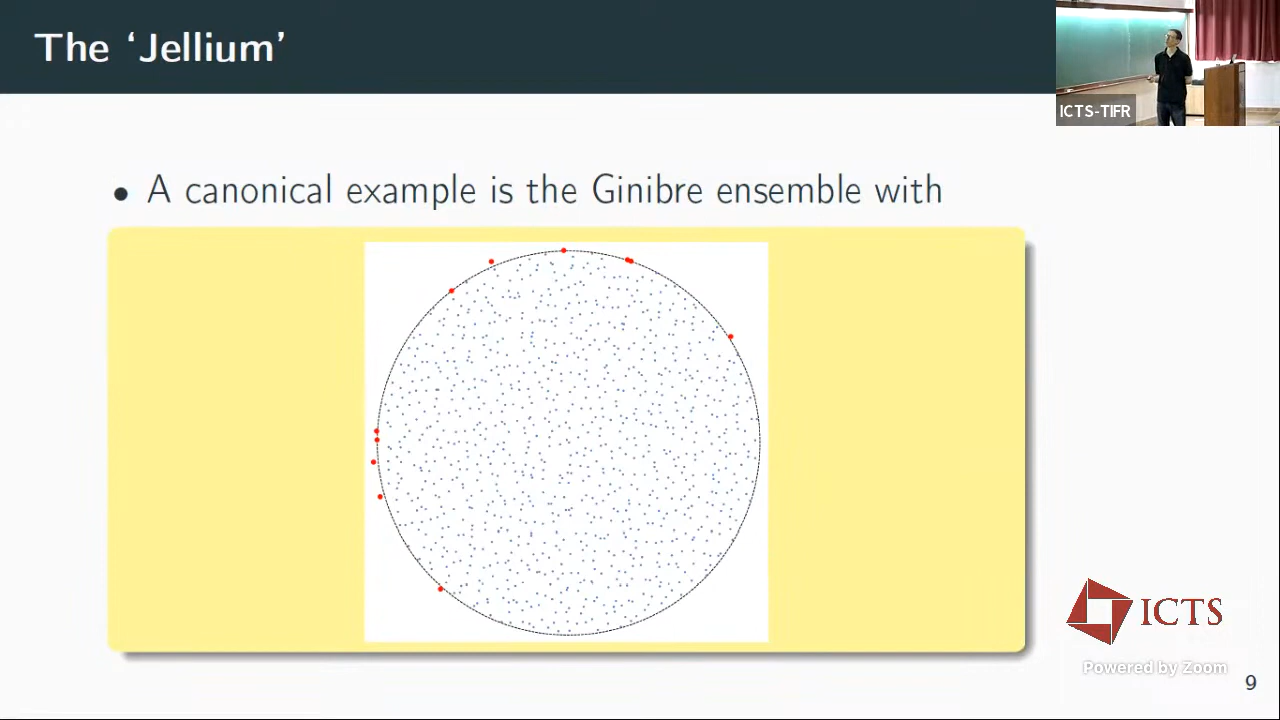 The ‘Jellium’
ICTS-TIFR
• A canonical example is the Ginibre ensemble with
ICTS
Powered by Zoom
9